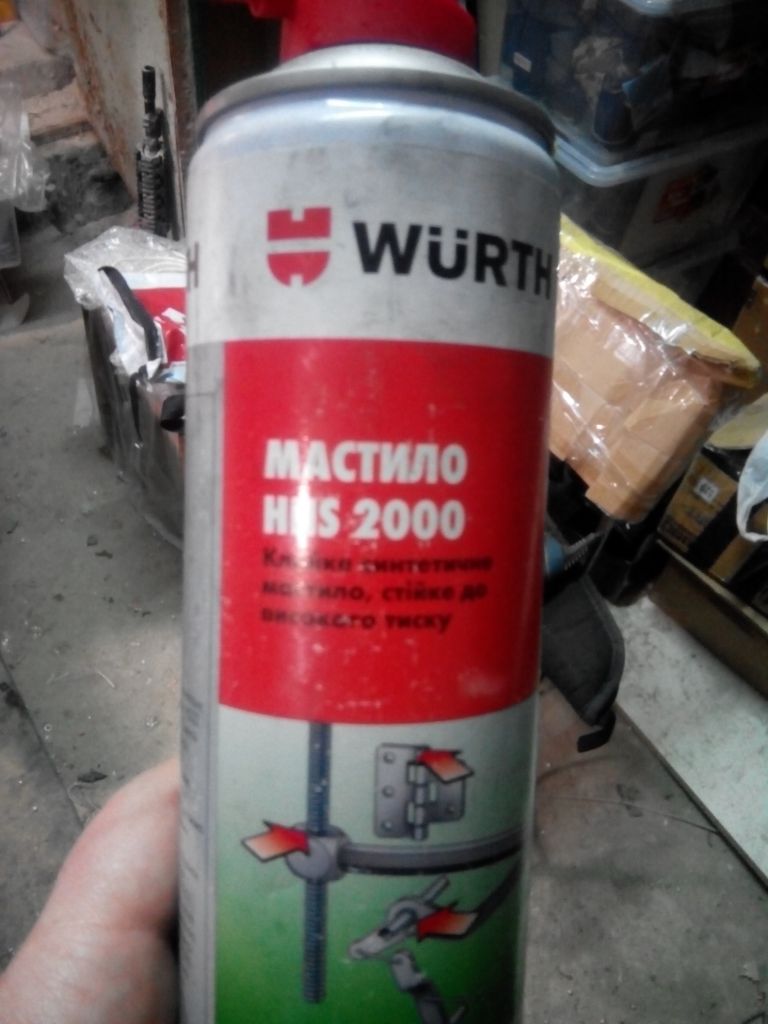 WÜRTH
МАСТИЛО
HHS 2000
Клейке синтетичне
мастило, стійке до
високого тиску